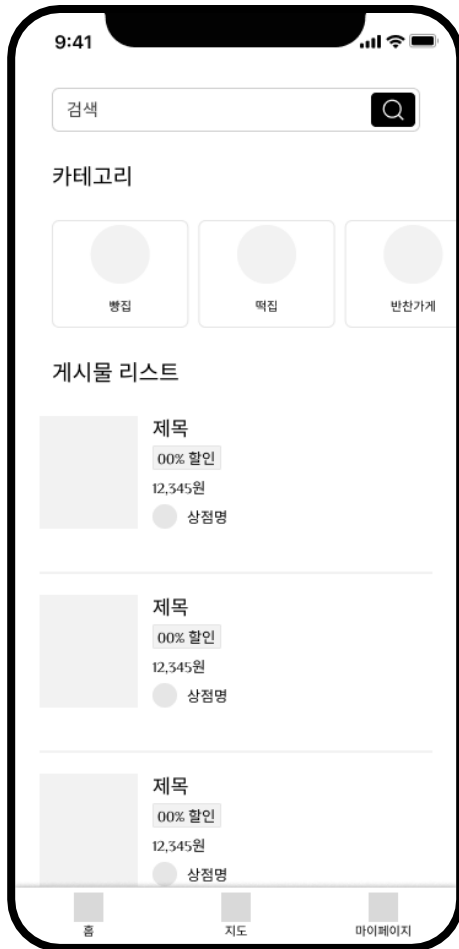 9:41
검색
카테고리
빵집 떡집 반찬가게
게시물 리스트
제목
00% 할인
12,345원
상점명
제목
00% 할인
12,345원
상점명
제목
00% 할인
12,345원
상점명
홈 지도 마이페이지